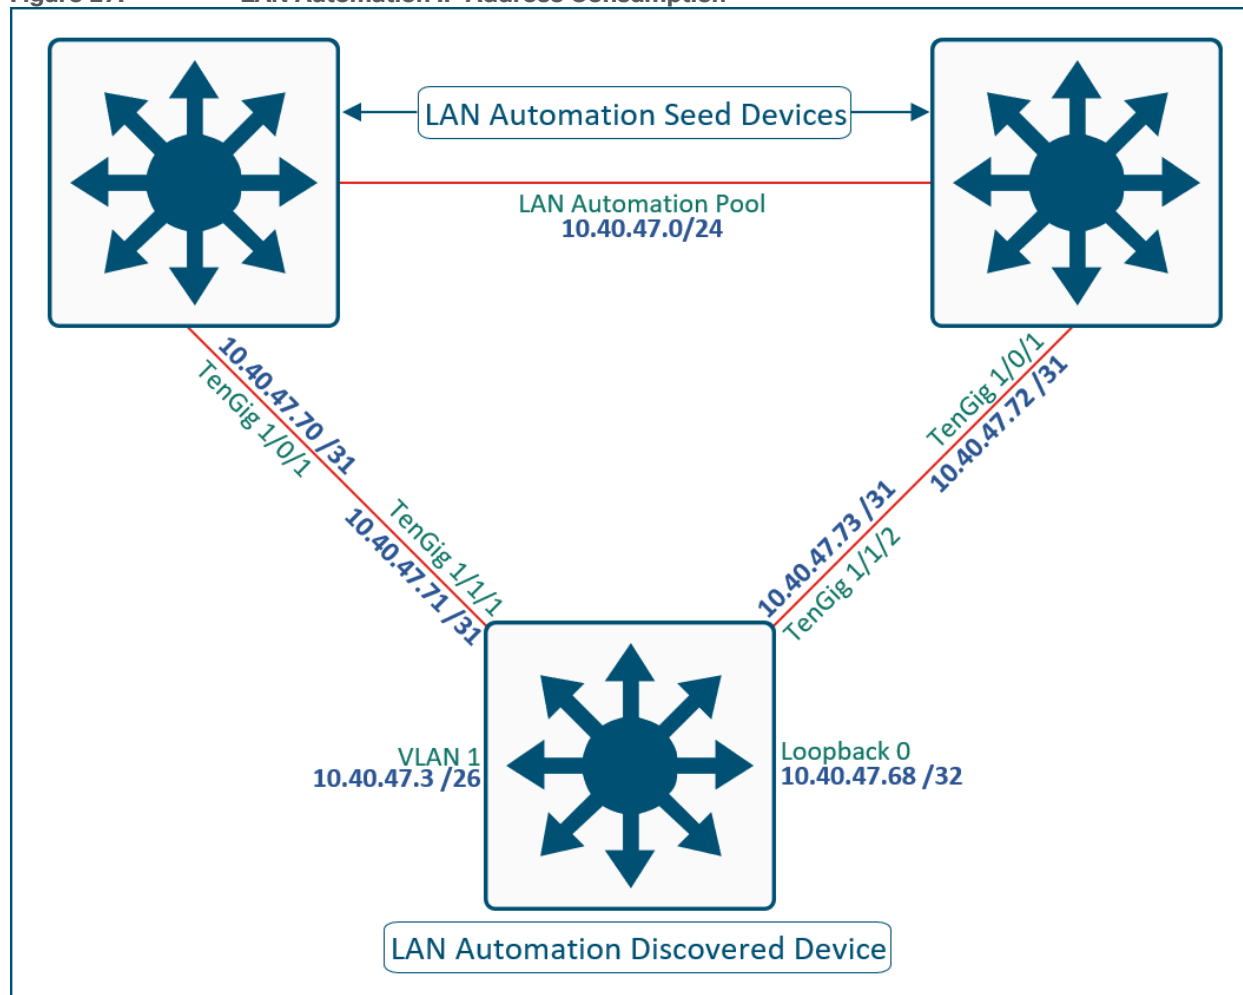 LAN Automation Seed Devices
LAN Automation Pool
10.40.47.0/24
10.40.47.70 /31
TenGig 1/0/1
TenGig 1/0/1
10.40.47.72 /31
TenGig 1/1/1
10.40.47.71 /31
10.40.47.73 /31
TenGig 1/1/2
VLAN 1
10.40.47.3 /26
Loopback 0
10.40.47.68 /32
LAN Automation Discovered Device